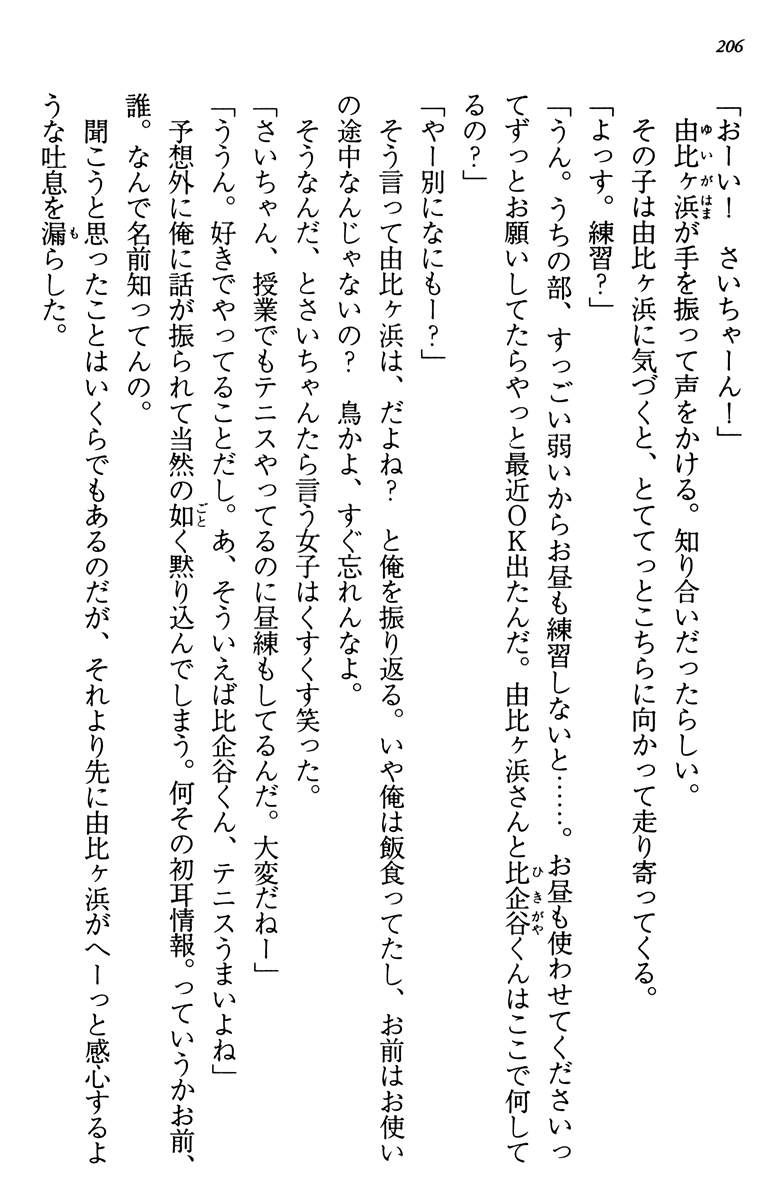 206
「おーい！　さいちゃーん！」
　由比ヶ浜が手を振って声をかける。知り合いだったらしい。
　その子は由比ヶ浜に気づくと、とててっとこちらに向かって走り寄ってくる。
「よっす。練習？」
「うん。うちの部、すっごい弱いからお昼も練習しないと……。お昼も使わせてくださいっ
てずっとお願いしてたらやっと最近OK出たんだ。由比ヶ浜さんと比企谷くんはここで何して
るの？」
「やー別になにもー？」
　そう言って由比ヶ浜は、だよね？　と俺を振り返る。いや俺は飯食ってたし、お前はお使い
の途中なんじゃないの？　鳥かよ、すぐ忘れんなよ。
　そうなんだ、とさいちゃんたら言う女子はくすくす笑った。
「さいちゃん、授業でもテニスやってるのに昼練もしてるんだ。大変だねー」
「ううん。好きでやってることだし。あ、そういえば比企谷くん、テニスうまいよね」
　予想外に俺に話が振られて当然の如く黙り込んでしまう。何その初耳情報。っていうかお前、
誰。なんで名前知ってんの。
　聞こうと思ったことはいくらでもあるのだが、それより先に由比ヶ浜がへーっと感心するよ
うな吐息を漏らした。